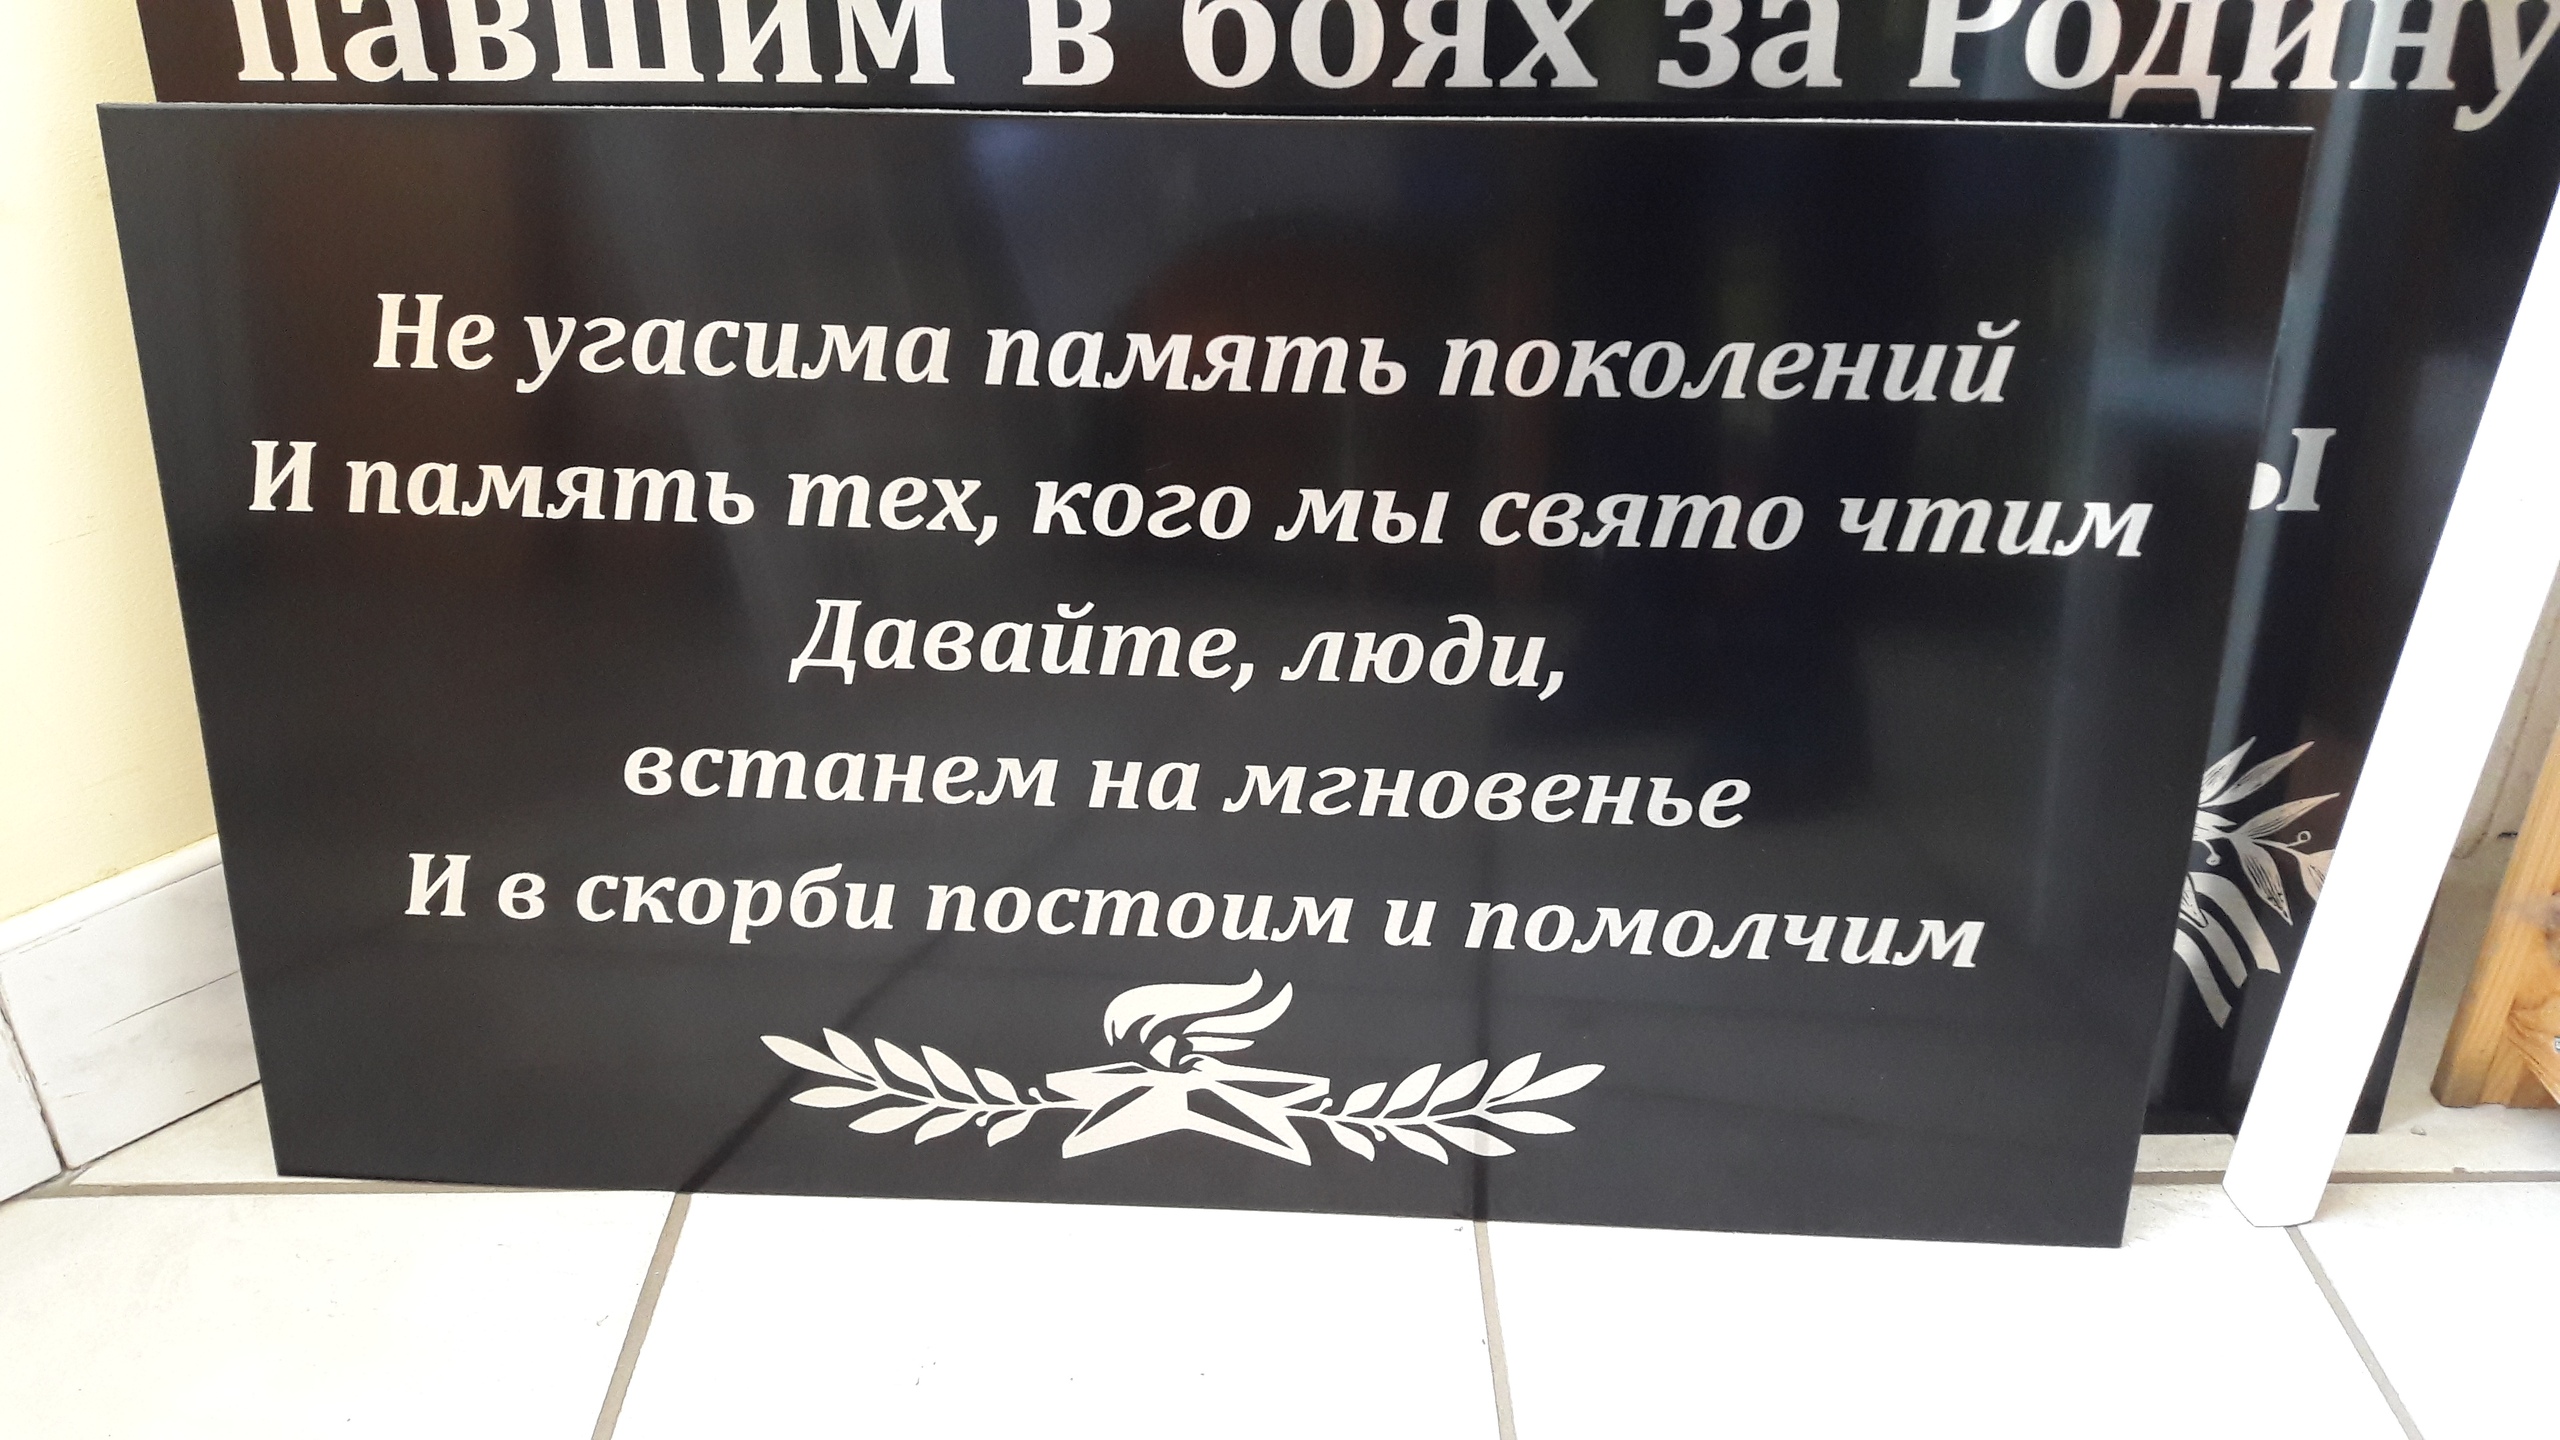 павшим в боях за Родину
Не угасима память поколений
И память тех, кого мы свято чтим
Давайте, люди,
встанем на мгновенье
И в скорби постоим и помолчим